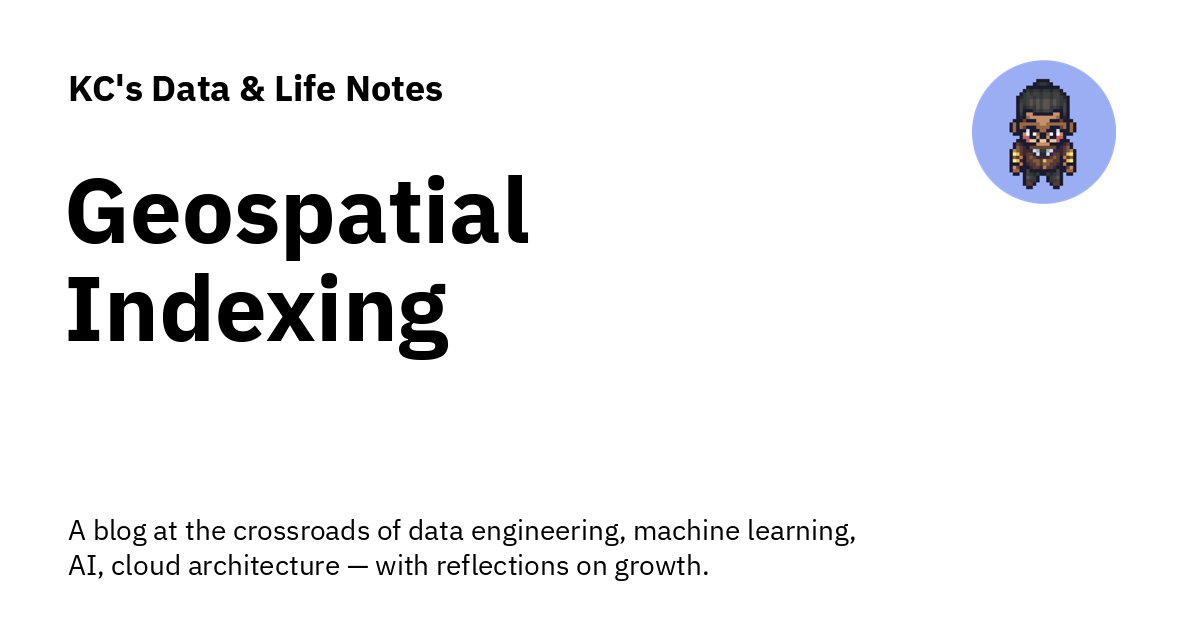 KC's Data & Life Notes
Geospatial
Indexing
A blog at the crossroads of data engineering, machine learning,
AI, cloud architecture — with reflections on growth.